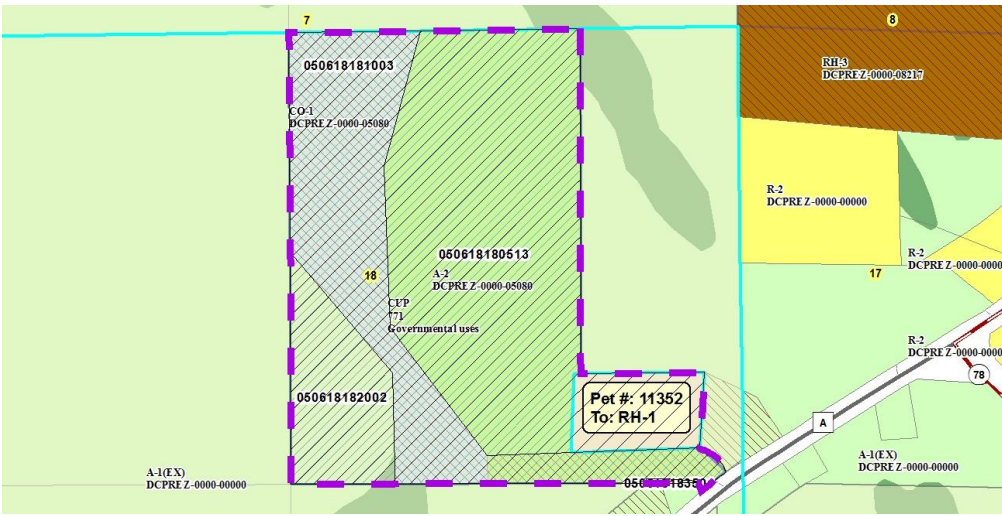 7
8
050618181003
RH-3
DCPREZ-0000-08217
CO-1
DCPREZ-0000-05080
R-2
DCPREZ-0000-00000
050618180513
R-2
DCPREZ-0000-0000
18
A-2
DCPREZ-0000-05080
17
CUP
771
Governmental uses
R-2
DCPREZ-0000-0000
78
050618182002
Pet #: 11352
To: RH-1
A
A-1(EX)
DCPREZ-0000-00000
A-1(EX)
DCPREZ-0000-00000